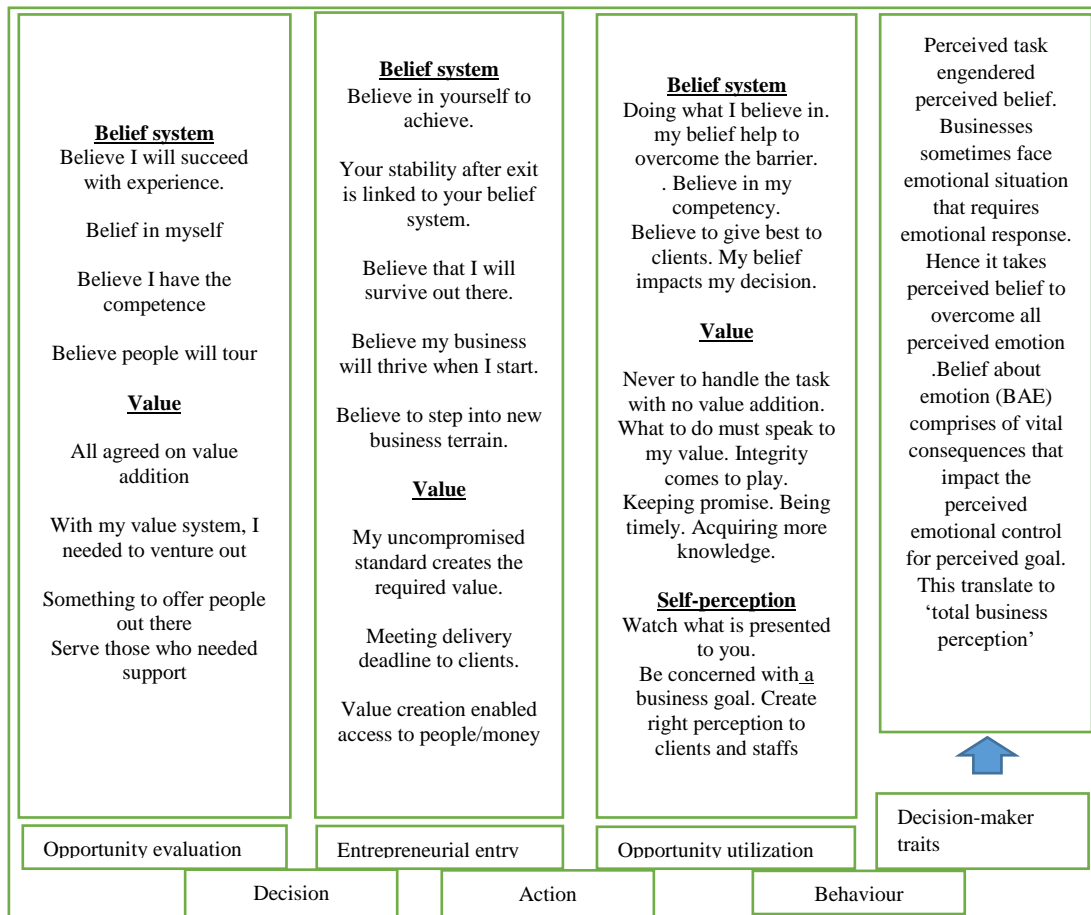 Belief system
Believe I will succeed
with experience.
Belief in myself
Believe I have the
competence
Believe people will tour
Value
All agreed on value
addition
With my value system, I
needed to venture out
Something to offer people
out there
Serve those who needed
support
Opportunity evaluation
Belief system
Believe in yourself to
achieve.
Your stability after exit
is linked to your belief
system.
Believe that I will
survive out there.
Believe my business
will thrive when I start.
Believe to step into new
business terrain.
Value
My uncompromised
standard creates the
required value.
Meeting delivery
deadline to clients.
Value creation enabled
access to people/money
Entrepreneurial entry
Belief system
Doing what I believe in.
my belief help to
overcome the barrier.
. Believe in my
competency.
Believe to give best to
clients. My belief
impacts my decision.
Value
Never to handle the task
with no value addition.
What to do must speak to
my value. Integrity
comes to play.
Keeping promise. Being
timely. Acquiring more
knowledge.
Self-perception
Watch what is presented
to you.
Be concerned with a
business goal. Create
right perception to
clients and staffs
Opportunity utilization
Perceived task
engendered
perceived belief.
Businesses
sometimes face
emotional situation
that requires
emotional response.
Hence it takes
perceived belief to
overcome all
perceived emotion
.Belief about
emotion (BAE)
comprises of vital
consequences that
impact the
perceived
emotional control
for perceived goal.
This translate to
‘total business
perception’
Decision-maker
traits
Decision
Action
Behaviour